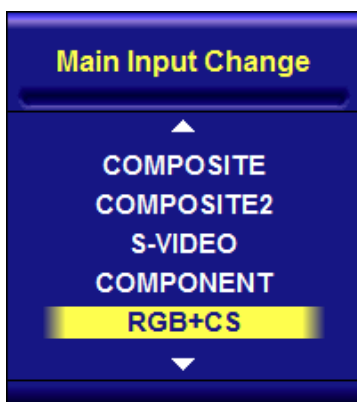 Main Input Change
COMPOSITE
COMPOSITE2
S-VIDEO
COMPONENT
RGB+CS